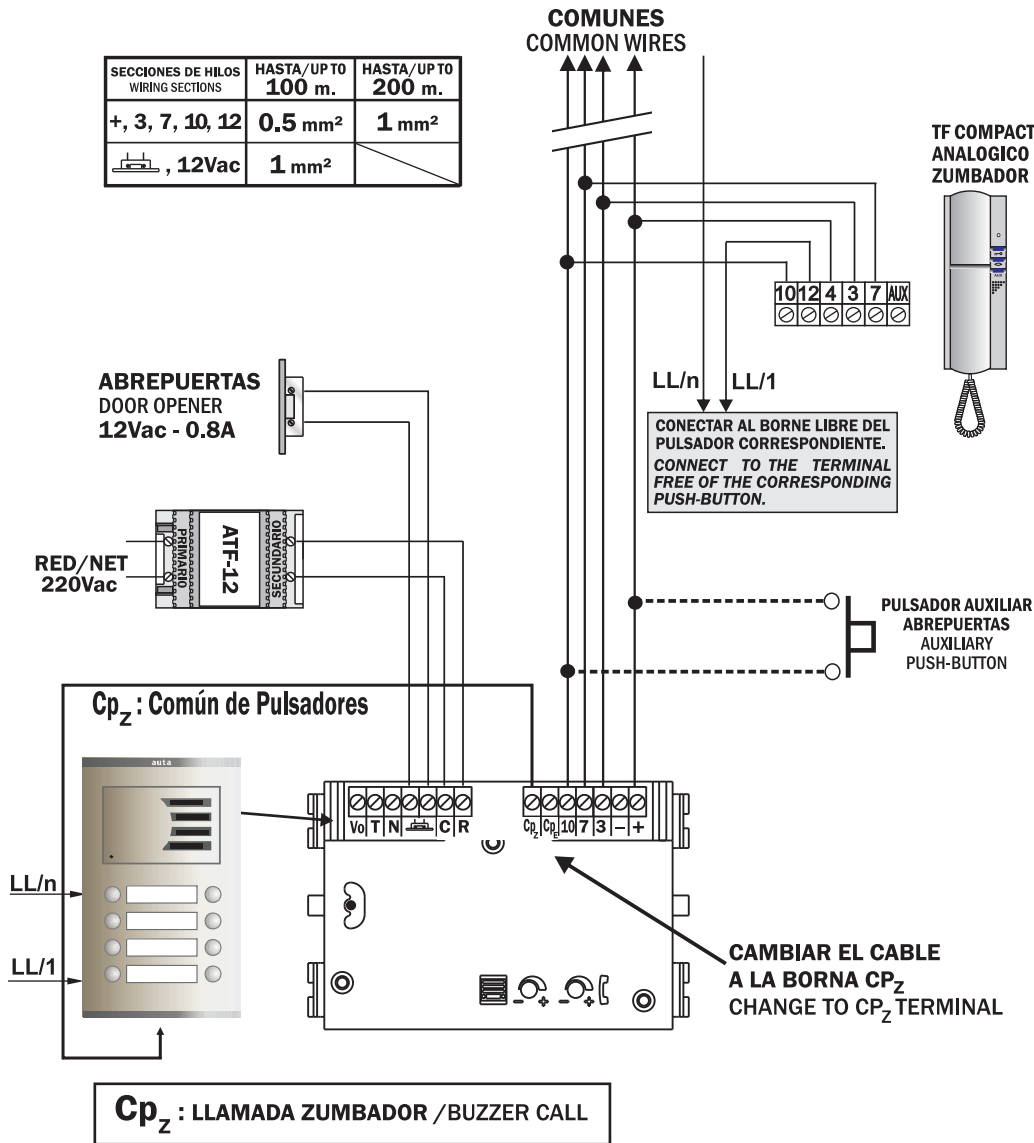 COMUNES
COMMON WIRES
SECCIONES DE HILOS
WIRING SECTIONS
HASTA/UP TO
100 m.
HASTA/UP TO
200 m.
+, 3, 7, 10, 12
0.5 mm²
1 mm²
, 12Vac
1 mm²
TF COMPACT
ANALOGICO
ZUMBADOR
AUX
10 12 4 3 7 AUX
LL/n
LL/1
CONECTAR AL BORNE LIBRE DEL
PULSADOR CORRESPONDIENTE.
CONNECT TO THE TERMINAL
FREE OF THE CORRESPONDING
PUSH-BUTTON.
ABREPUERTAS
DOOR OPENER
12Vac - 0.8A
RED/NET
220Vac
PRIMARIO
ATF-12
SECUNDARIO
PULSADOR AUXILIAR
ABREPUERTAS
AUXILIARY
PUSH-BUTTON
CpZ : Común de Pulsadores
auta
Vo T N C R
CpZ CpE 10 7 3 – +
LL/n
LL/1
– + – +
CAMBIAR EL CABLE
A LA BORNA CPZ
CHANGE TO CPZ TERMINAL
CpZ : LLAMADA ZUMBADOR / BUZZER CALL